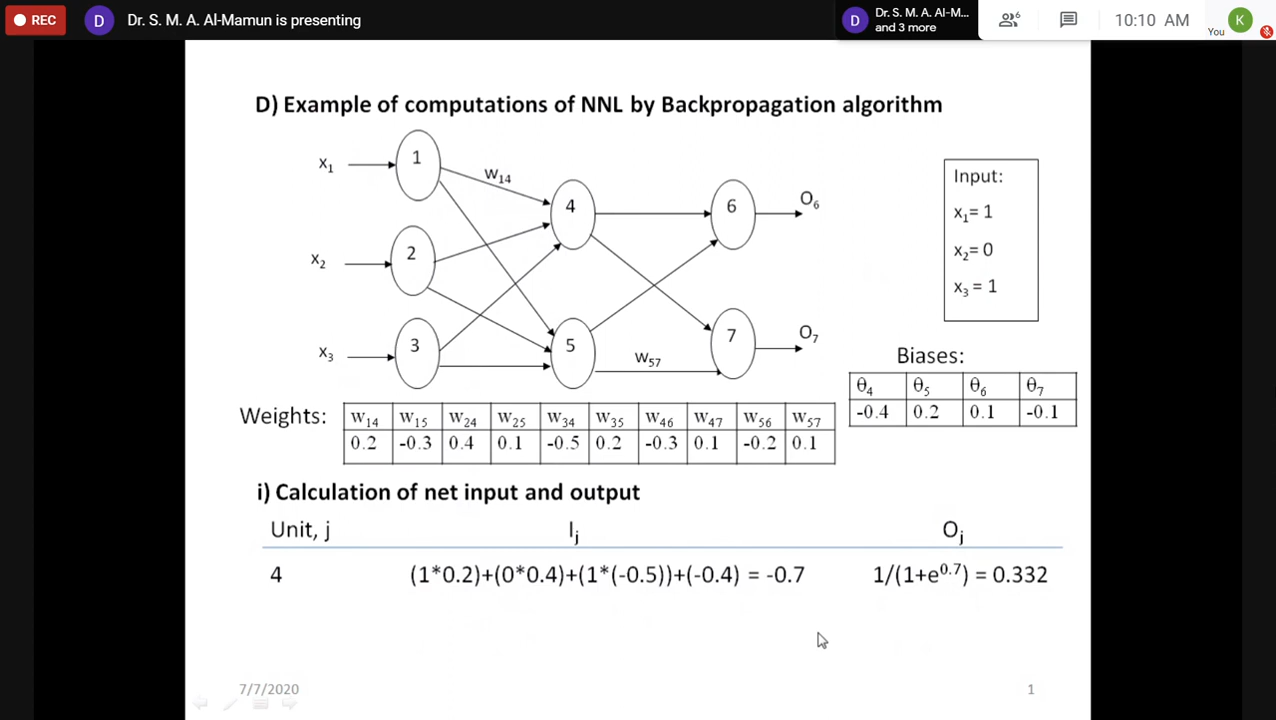 REC
D
Dr. S. M. A. Al-Mamun is presenting
D
Dr. S. M. A. Al-M...
and 3 more
6
10:10 AM
You
K
D) Example of computations of NNL by Backpropagation algorithm
x₁
1
w₁₄
4
6
O₆
x₂
2
x₃
3
5
w₅₇
7
O₇
Input:
x₁= 1
x₂= 0
x₃ = 1
Biases:
θ₄ θ₅ θ₆ θ₇
-0.4 0.2 0.1 -0.1
Weights:
w₁₄ w₁₅ w₂₄ w₂₅ w₃₄ w₃₅ w₄₆ w₄₇ w₅₆ w₅₇
0.2 -0.3 0.4 0.1 -0.5 0.2 -0.3 0.1 -0.2 0.1
i) Calculation of net input and output
Unit, j Iⱼ Oⱼ
4 (1*0.2)+(0*0.4)+(1*(-0.5))+(-0.4) = -0.7 1/(1+e⁰·⁷) = 0.332
7/7/2020
1